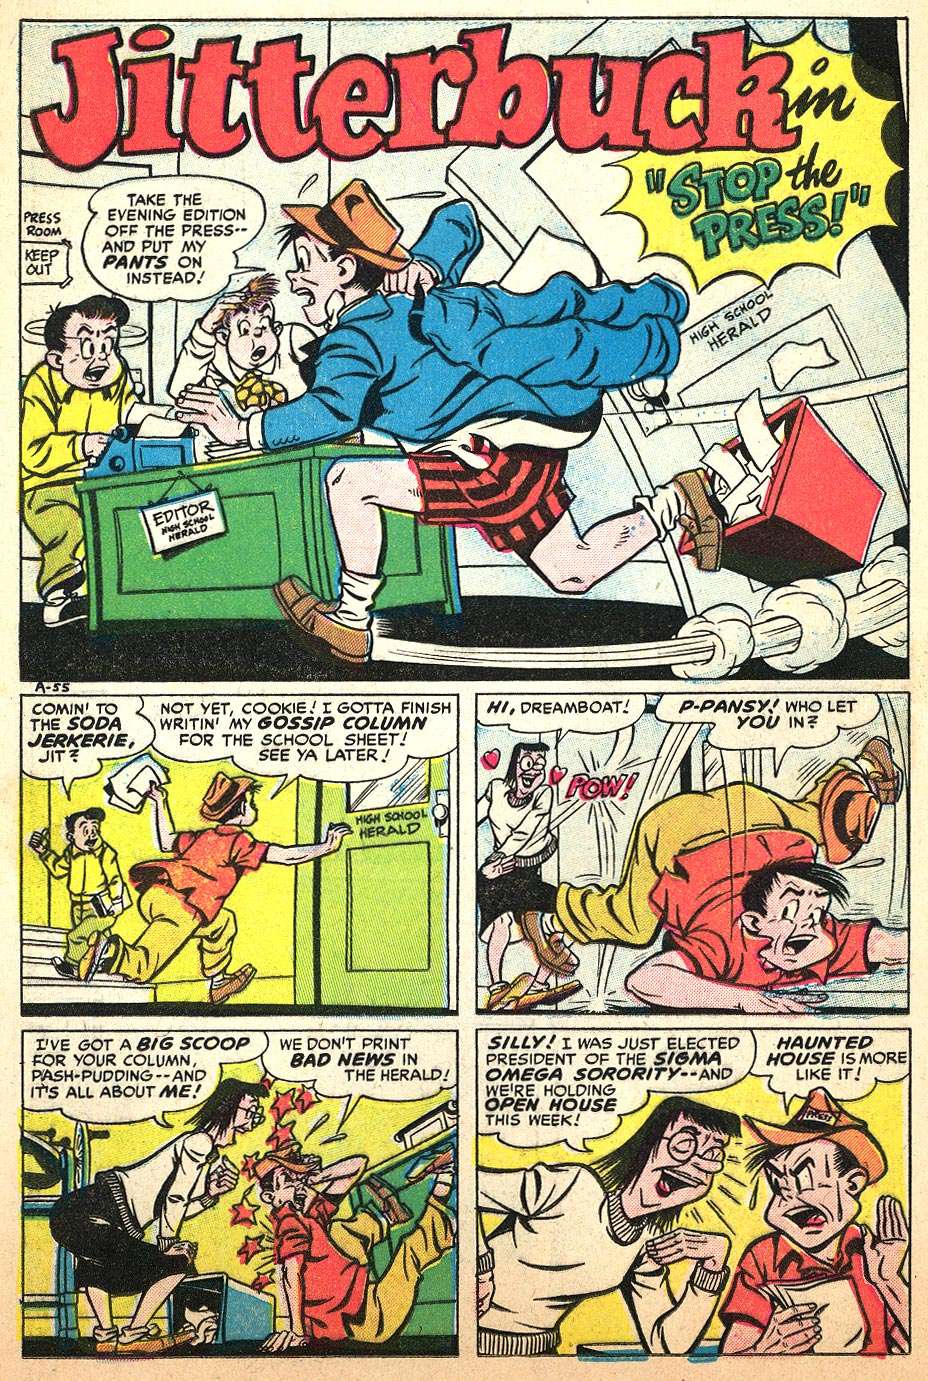 Jitterbuck in
"STOP the
PRESS!"
TAKE THE
EVENING EDITION
OFF THE PRESS--
AND PUT MY
PANTS ON
INSTEAD!
PRESS
ROOM
KEEP
OUT
HIGH SCHOOL
HERALD
EDITOR
HIGH SCHOOL
HERALD
A-55
COMIN' TO
THE SODA
JERKERIE,
JIT?
NOT YET, COOKIE! I GOTTA FINISH
WRITIN' MY GOSSIP COLUMN
FOR THE SCHOOL SHEET!
SEE YA LATER!
HIGH SCHOOL
HERALD
HI, DREAMBOAT!
P-PANSY! WHO LET
YOU IN?
POW!
I'VE GOT A BIG SCOOP
FOR YOUR COLUMN,
PASH-PUDDING--AND
IT'S ALL ABOUT ME!
WE DON'T PRINT
BAD NEWS IN
THE HERALD!
SILLY! I WAS JUST ELECTED
PRESIDENT OF THE SIGMA
OMEGA SORORITY--AND
WE'RE HOLDING
OPEN HOUSE
THIS WEEK!
HAUNTED
HOUSE IS MORE
LIKE IT!
PRESS